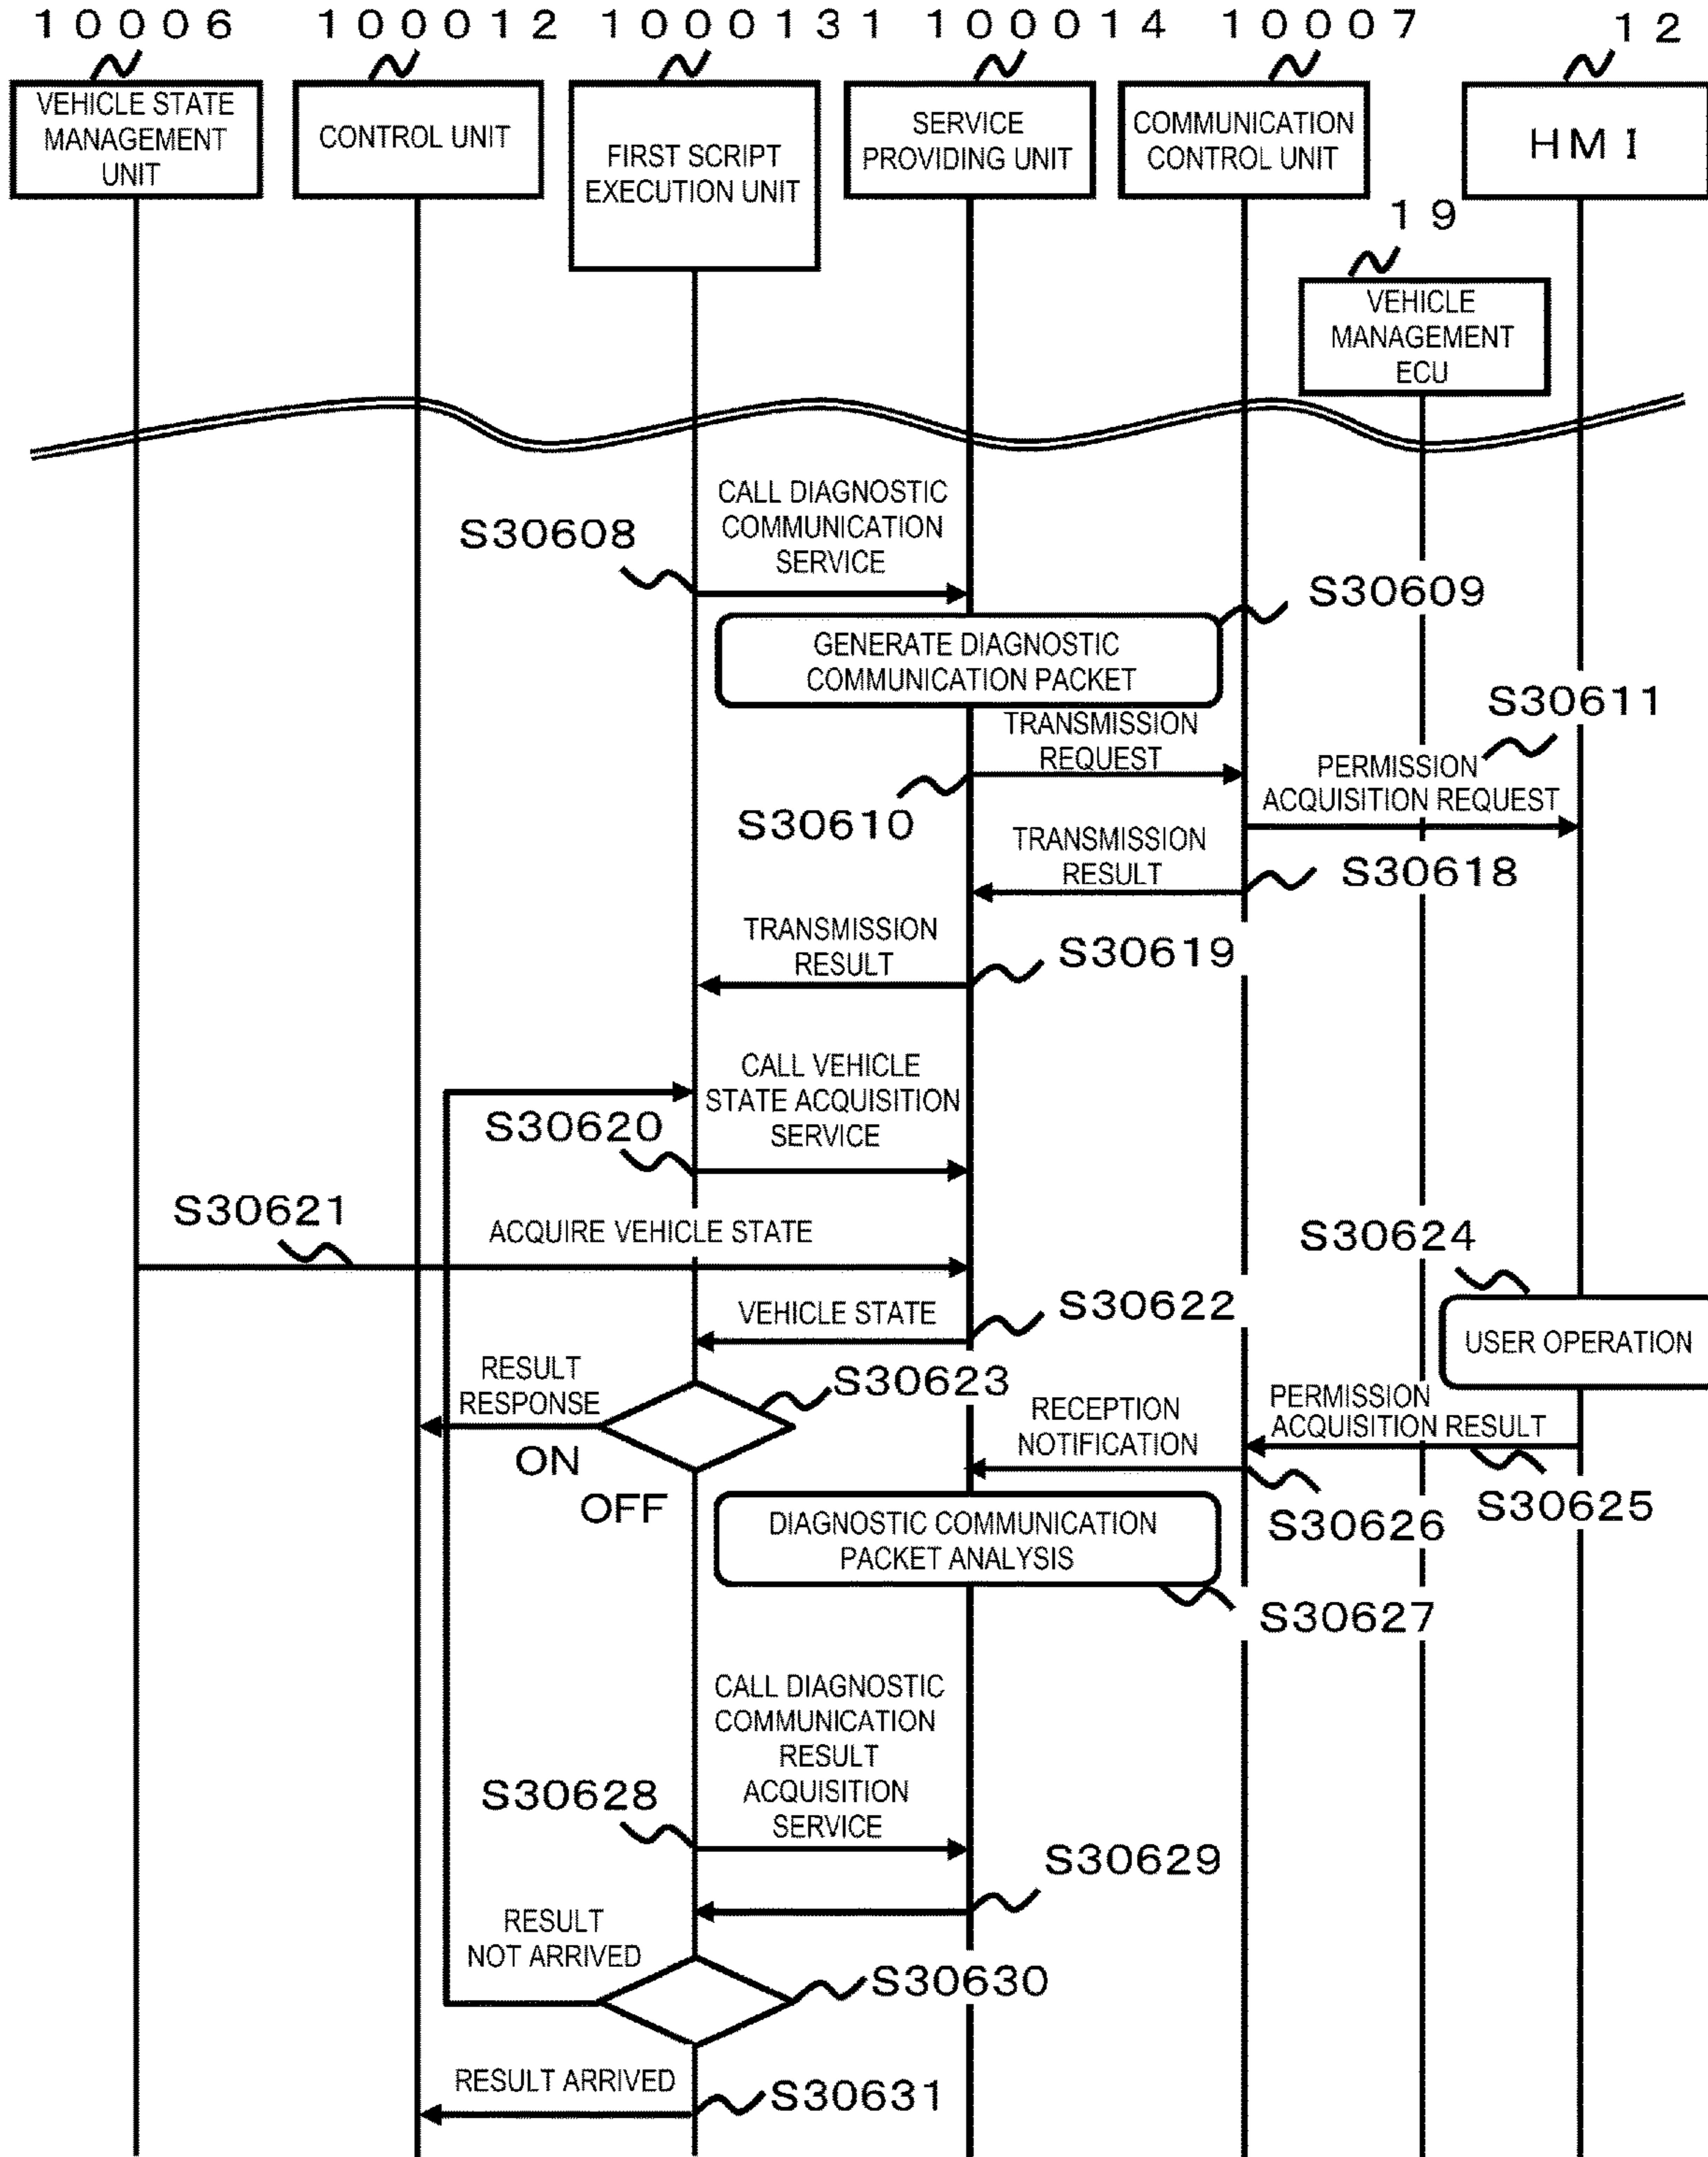 10006
100012
1000131
100014
10007
12
VEHICLE STATE
MANAGEMENT
UNIT
CONTROL UNIT
FIRST SCRIPT
EXECUTION UNIT
SERVICE
PROVIDING UNIT
COMMUNICATION
CONTROL UNIT
HMI
19
VEHICLE
MANAGEMENT
ECU
CALL DIAGNOSTIC
COMMUNICATION
SERVICE
S30608
S30609
GENERATE DIAGNOSTIC
COMMUNICATION PACKET
S30611
TRANSMISSION
REQUEST
PERMISSION
ACQUISITION REQUEST
S30610
TRANSMISSION
RESULT
S30618
TRANSMISSION
RESULT
S30619
CALL VEHICLE
STATE ACQUISITION
SERVICE
S30620
S30621
ACQUIRE VEHICLE STATE
S30624
VEHICLE STATE
S30622
USER OPERATION
RESULT
RESPONSE
S30623
ON
OFF
RECEPTION
NOTIFICATION
PERMISSION
ACQUISITION RESULT
S30625
S30626
DIAGNOSTIC COMMUNICATION
PACKET ANALYSIS
S30627
CALL DIAGNOSTIC
COMMUNICATION
RESULT
ACQUISITION
SERVICE
S30628
S30629
RESULT
NOT ARRIVED
S30630
RESULT ARRIVED
S30631